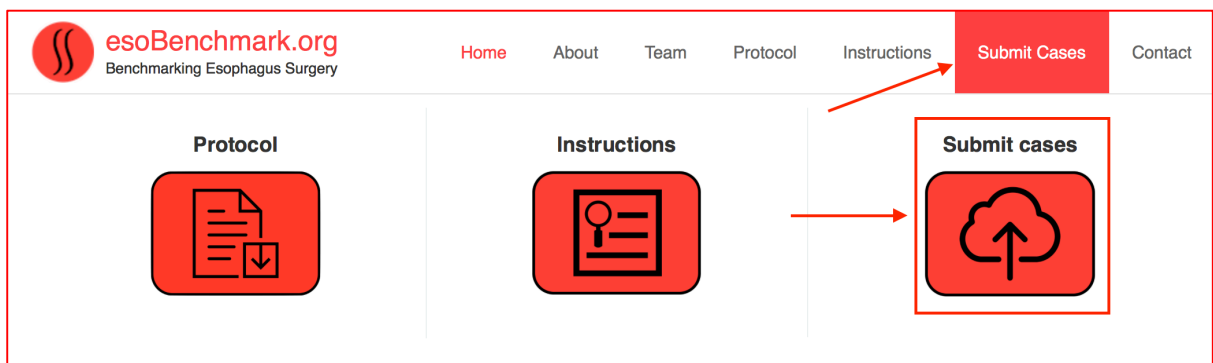 esoBenchmark.org
Benchmarking Esophagus Surgery
Home About Team Protocol Instructions Submit Cases Contact
Protocol Instructions Submit cases